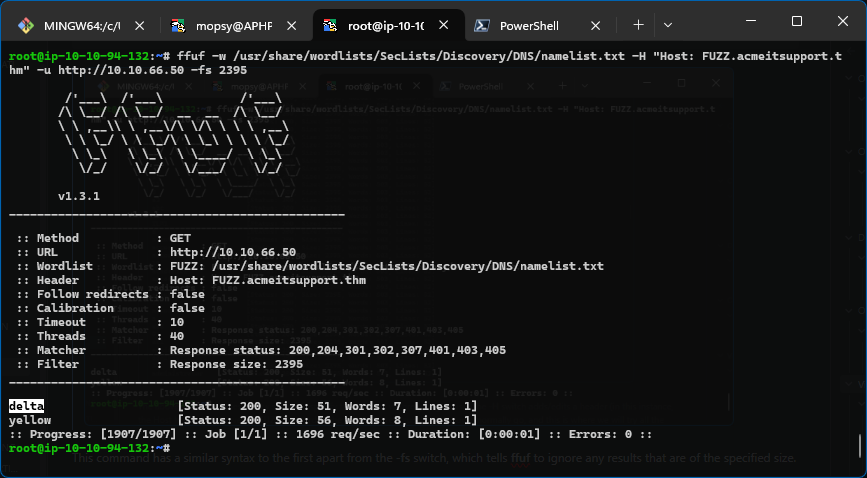 MINGW64:/c/U
mopsy@APHF
root@ip-10-10
PowerShell
root@ip-10-10-94-132:~# ffuf -w /usr/share/wordlists/SecLists/Discovery/DNS/namelist.txt -H "Host: FUZZ.acmeitsupport.t
hm" -u http://10.10.66.50 -fs 2395
v1.3.1
:: Method : GET
:: URL : http://10.10.66.50
:: Wordlist : FUZZ: /usr/share/wordlists/SecLists/Discovery/DNS/namelist.txt
:: Header : Host: FUZZ.acmeitsupport.thm
:: Follow redirects : false
:: Calibration : false
:: Timeout : 10
:: Threads : 40
:: Matcher : Response status: 200,204,301,302,307,401,403,405
:: Filter : Response size: 2395
delta [Status: 200, Size: 51, Words: 7, Lines: 1]
yellow [Status: 200, Size: 56, Words: 8, Lines: 1]
:: Progress: [1907/1907] :: Job [1/1] :: 1696 req/sec :: Duration: [0:00:01] :: Errors: 0 ::
root@ip-10-10-94-132:~#
This command has a similar syntax to the first apart from the -fs switch, which tells ffuf to ignore any results that are of the specified size.